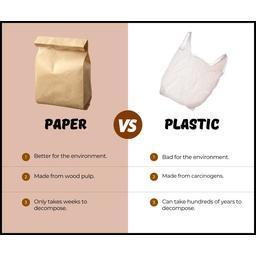 PAPER
VS
PLASTIC
1 Better for the environment.
2 Made from wood pulp.
3 Only takes weeks to
decompose.
1 Bad for the environment.
2 Made from carcinogens.
3 Can take hundreds of years to
decompose.